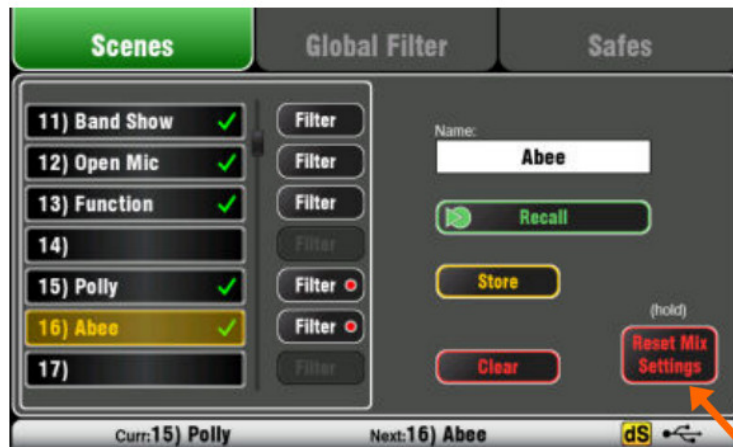 Scenes
Global Filter
Safes
11) Band Show
Filter
12) Open Mic
Filter
13) Function
Filter
14)
Filter
15) Polly
Filter
16) Abee
Filter
17)
Filter
Name:
Abee
Recall
Store
Clear
(hold)
Reset Mix
Settings
Curr:15) Polly
Next:16) Abee
dS